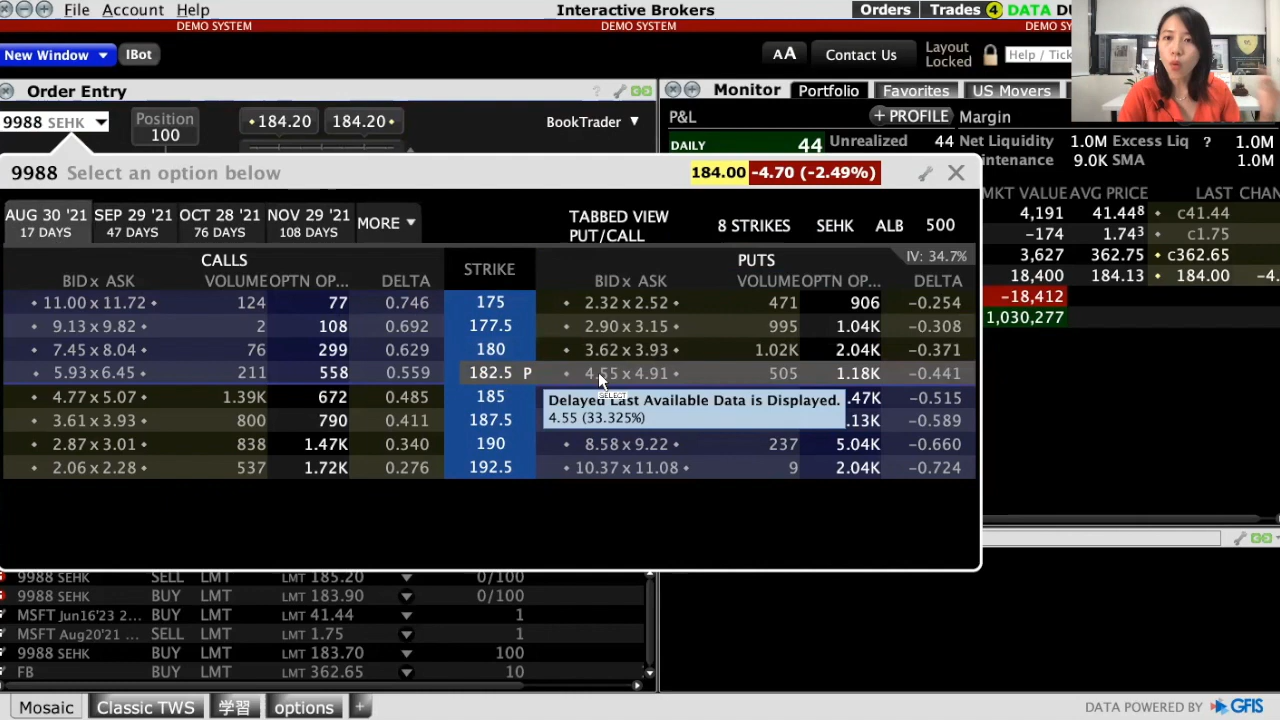 File Account Help Interactive Brokers Orders Trades 4 DATA
DEMO SYSTEM DEMO SYSTEM
New Window IBot AA Contact Us Layout Locked Help /
Order Entry Monitor Portfolio Favorites US Movers
9988 SEHK Position 100 184.20 184.20 BookTrader
P&L + PROFILE Margin
DAILY 44 Unrealized 44 Net Liquidity 1.0M Excess Liq ? 1.0M
9.0K SMA 1.0M
9988 Select an option below 184.00 -4.70 (-2.49%)
MKT VALUE AVG PRICE LAST
AUG 30 '21 SEP 29 '21 OCT 28 '21 NOV 29 '21 MORE TABBED VIEW 8 STRIKES SEHK ALB 500
17 DAYS 47 DAYS 76 DAYS 108 DAYS PUT/CALL
4,191 41.44⁸ c41.44
-174 1.74³ c1.75
3,627 362.75 c362.65
18,400 184.13 184.00 -4.
-18,412
1,030,277
IV: 34.7%
CALLS STRIKE PUTS
BID x ASK VOLUME OPTN OP... DELTA BID x ASK VOLUME OPTN OP... DELTA
11.00 x 11.72 124 77 0.746 175 2.32 x 2.52 471 906 -0.254
9.13 x 9.82 2 108 0.692 177.5 2.90 x 3.15 995 1.04K -0.308
7.45 x 8.04 76 299 0.629 180 3.62 x 3.93 1.02K 2.04K -0.371
5.93 x 6.45 211 558 0.559 182.5 P 4.55 x 4.91 505 1.18K -0.441
4.77 x 5.07 1.39K 672 0.485 185 .47K -0.515
3.61 x 3.93 800 790 0.411 187.5 .13K -0.589
2.87 x 3.01 838 1.47K 0.340 190 8.58 x 9.22 237 5.04K -0.660
2.06 x 2.28 537 1.72K 0.276 192.5 10.37 x 11.08 9 2.04K -0.724
SELECT
Delayed Last Available Data is Displayed.
4.55 (33.325%)
9988 SEHK SELL LMT LMT 185.20 0/100
9988 SEHK BUY LMT LMT 183.90 0/100
MSFT Jun16'23 2... BUY LMT LMT 41.44 1
MSFT Aug20'21 ... SELL LMT LMT 1.75 1
9988 SEHK BUY LMT LMT 183.70 100
FB BUY LMT LMT 362.65 10
Mosaic Classic TWS 学習 options + DATA POWERED BY GFIS